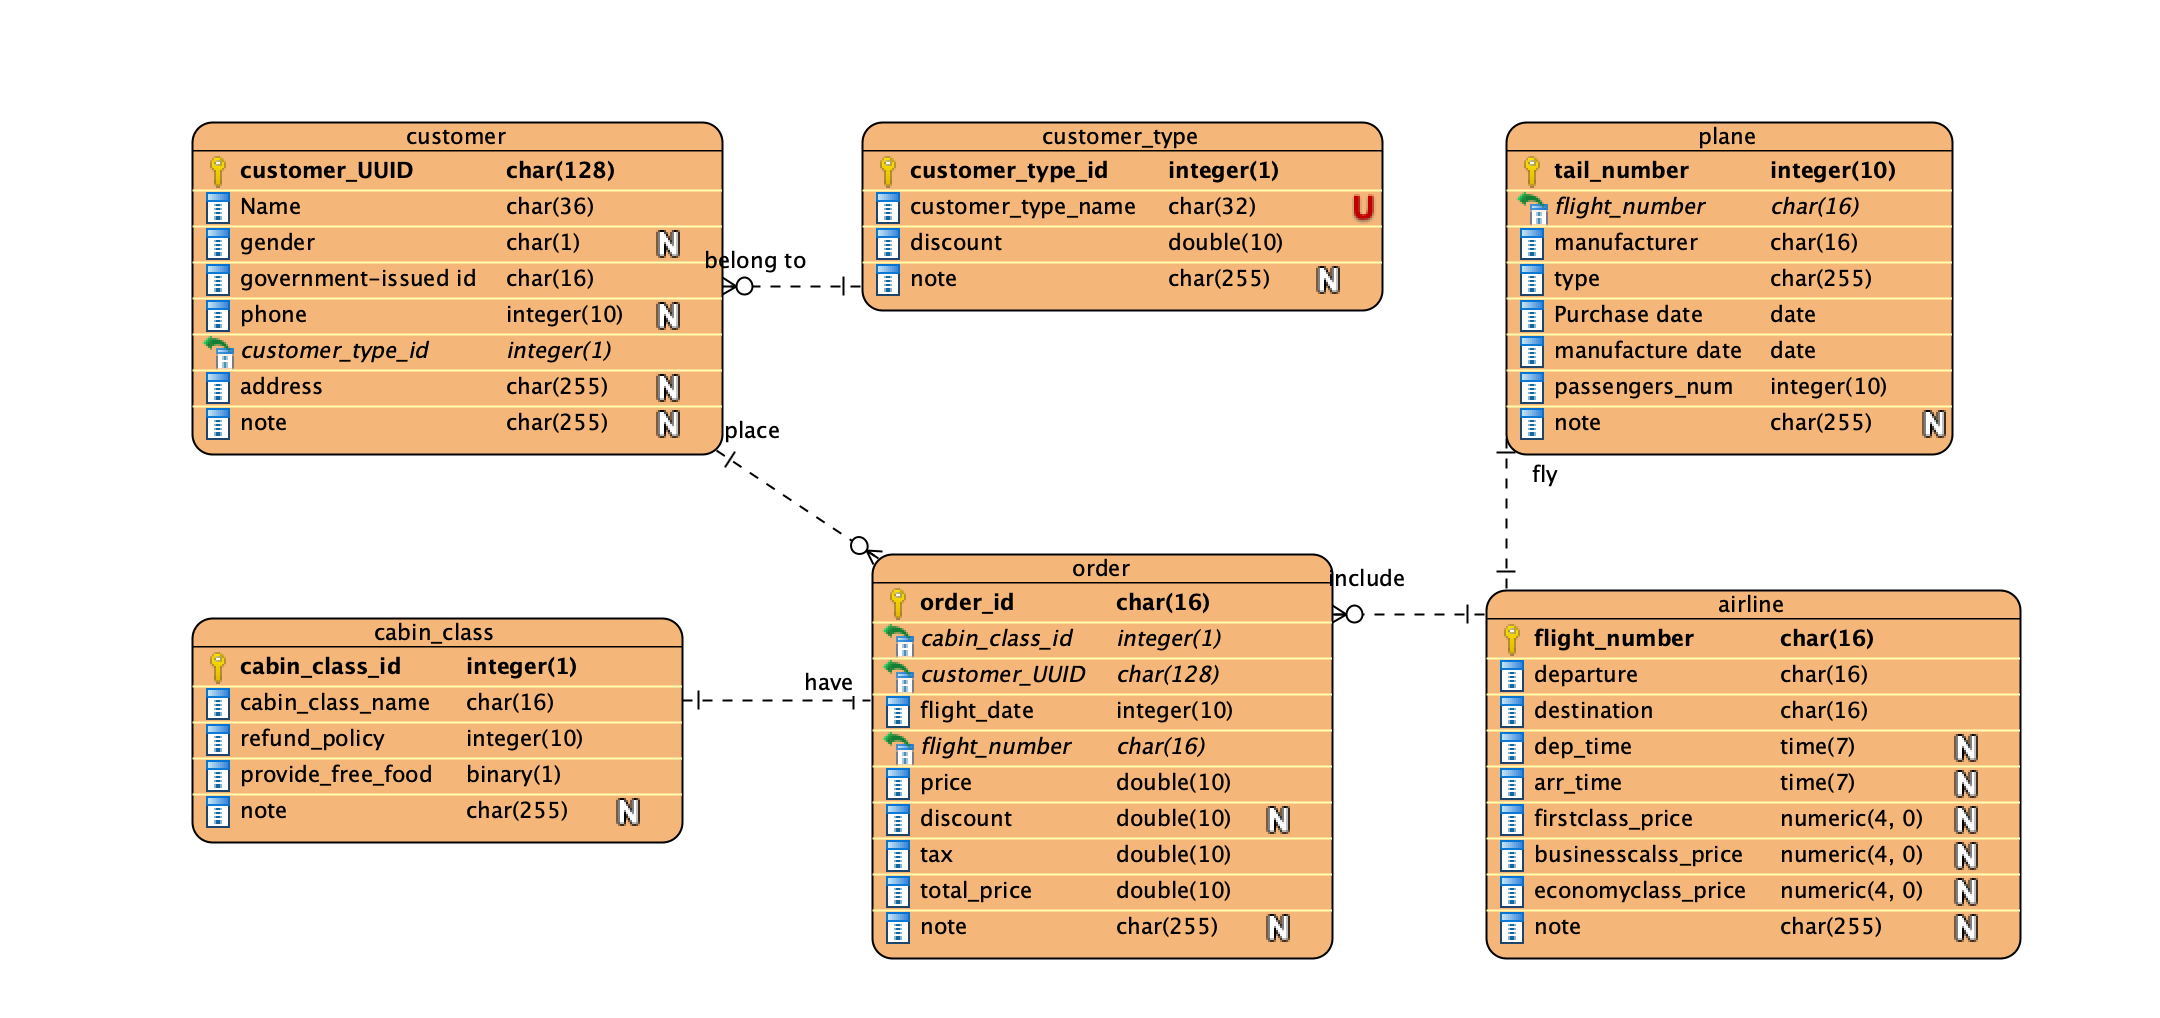 customer
customer_UUID char(128)
Name char(36)
gender char(1) N
government-issued id char(16)
phone integer(10) N
customer_type_id integer(1)
address char(255) N
note char(255) N
belong to
customer_type
customer_type_id integer(1)
customer_type_name char(32) U
discount double(10)
note char(255) N
plane
tail_number integer(10)
flight_number char(16)
manufacturer char(16)
type char(255)
Purchase date date
manufacture date date
passengers_num integer(10)
note char(255) N
place
fly
cabin_class
cabin_class_id integer(1)
cabin_class_name char(16)
refund_policy integer(10)
provide_free_food binary(1)
note char(255) N
have
order
order_id char(16)
cabin_class_id integer(1)
customer_UUID char(128)
flight_date integer(10)
flight_number char(16)
price double(10)
discount double(10) N
tax double(10)
total_price double(10)
note char(255) N
include
airline
flight_number char(16)
departure char(16)
destination char(16)
dep_time time(7) N
arr_time time(7) N
firstclass_price numeric(4, 0) N
businesscalss_price numeric(4, 0) N
economyclass_price numeric(4, 0) N
note char(255) N